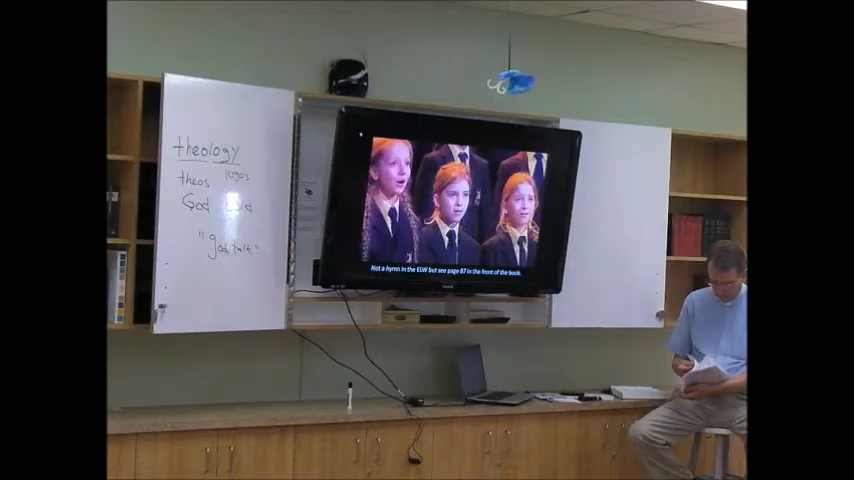 theology
theos logos
God
"god talk"
Not a hymn in the ELW but see page 87 in the front of the book.